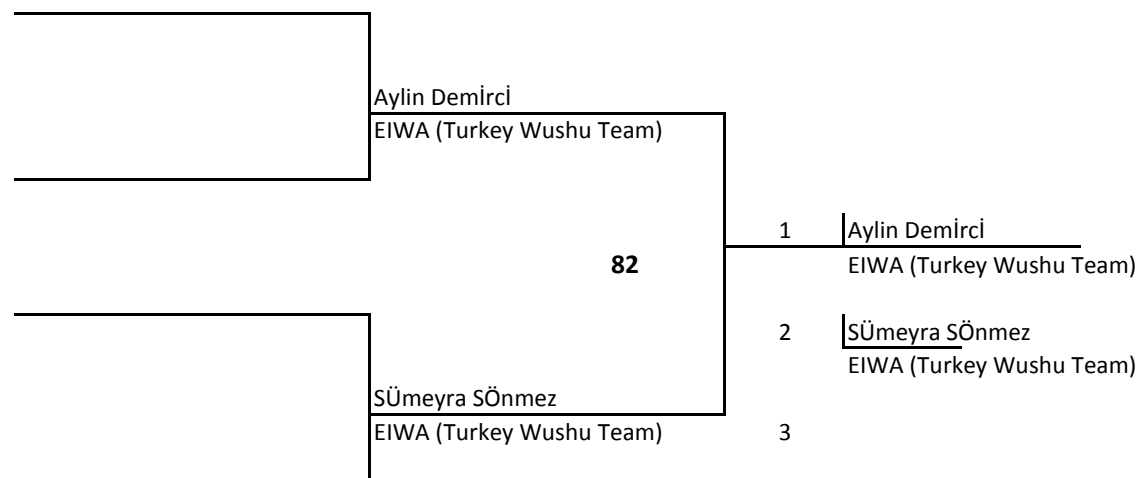 Aylin Demİrcİ
EIWA (Turkey Wushu Team)
1 Aylin Demİrcİ
82 EIWA (Turkey Wushu Team)
2 SÜmeyra SÖnmez
EIWA (Turkey Wushu Team)
SÜmeyra SÖnmez
EIWA (Turkey Wushu Team) 3